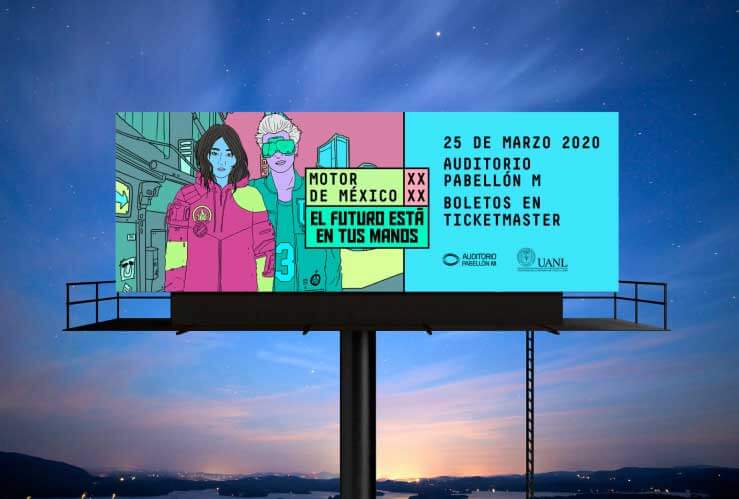 MOTOR
DE MÉXICO
XX
XX
EL FUTURO ESTÁ
EN TUS MANOS
25 DE MARZO 2020
AUDITORIO
PABELLÓN M
BOLETOS EN
TICKETMASTER
AUDITORIO
PABELLÓN M
UANL
3